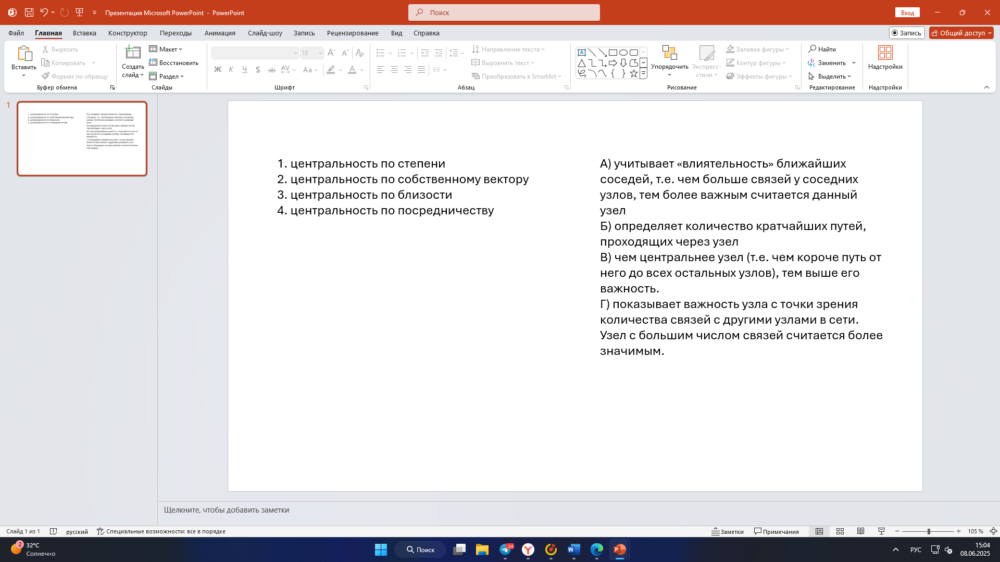 Презентация Microsoft PowerPoint - PowerPoint
Поиск
Вход
Файл
Главная
Вставка
Конструктор
Переходы
Анимация
Слайд-шоу
Запись
Рецензирование
Вид
Справка
Запись
Общий доступ
Вставить
Вырезать
Копировать
Формат по образцу
Буфер обмена
Создать
слайд
Макет
Восстановить
Раздел
Слайды
18
Шрифт
Направление текста
Выровнять текст
Преобразовать в SmartArt
Абзац
Упорядочить
Экспресс-
стили
Заливка фигуры
Контур фигуры
Эффекты фигуры
Рисование
Найти
Заменить
Выделить
Редактирование
Надстройки
Надстройки
1
1. центральность по степени
2. центральность по собственному вектору
3. центральность по близости
4. центральность по посредничеству
А) учитывает «влиятельность» ближайших
соседей, т.е. чем больше связей у соседних
узлов, тем более важным считается данный
узел
Б) определяет количество кратчайших путей,
проходящих через узел
В) чем центральнее узел (т.е. чем короче путь от
него до всех остальных узлов), тем выше его
важность.
Г) показывает важность узла с точки зрения
количества связей с другими узлами в сети.
Узел с большим числом связей считается более
значимым.
Щелкните, чтобы добавить заметки
Слайд 1 из 1
русский
Специальные возможности: все в порядке
Заметки
Примечания
105 %
2
32°C
Солнечно
Поиск
24
РУС
15:04
08.06.2025